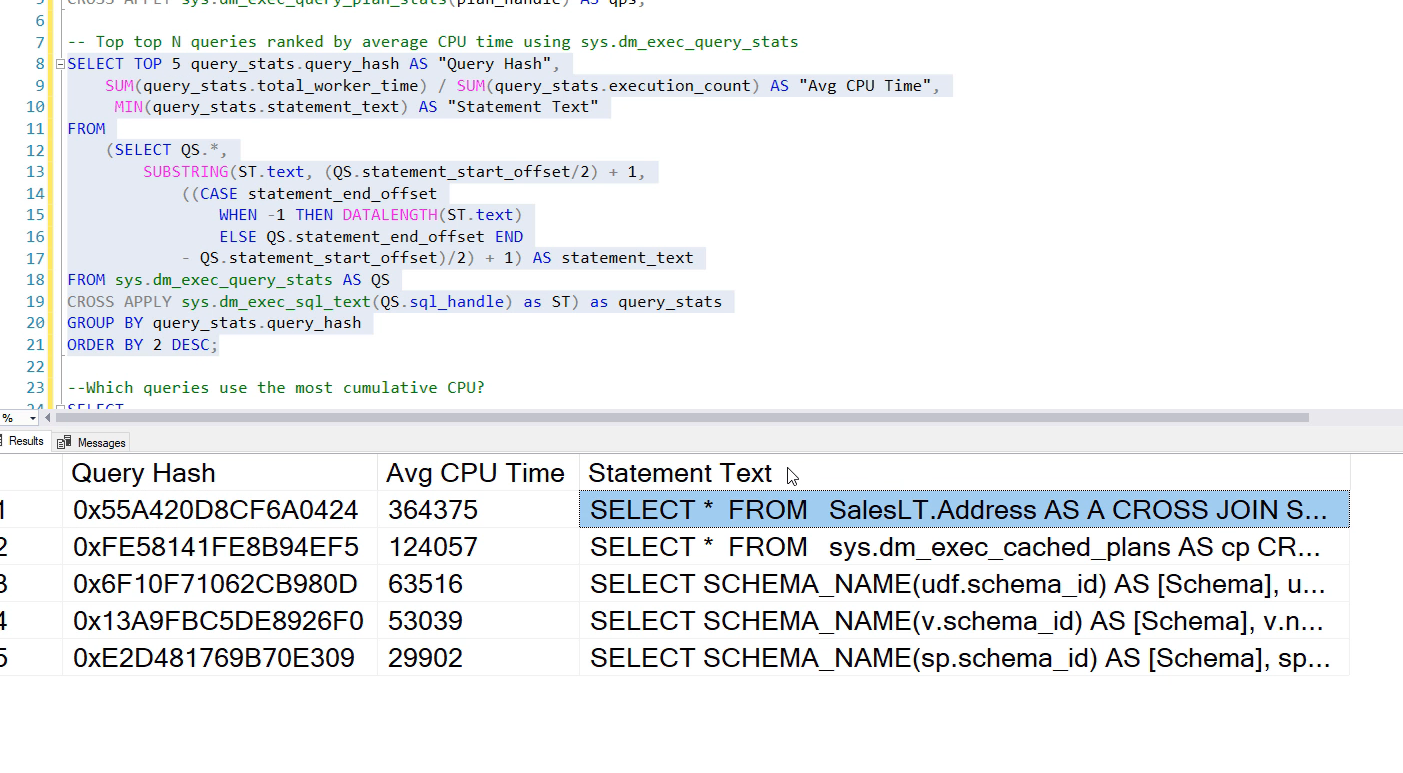 CROSS APPLY sys.dm_exec_query_plan_stats(plan_handle) AS qps;
6
7 -- Top top N queries ranked by average CPU time using sys.dm_exec_query_stats
8 SELECT TOP 5 query_stats.query_hash AS "Query Hash",
9 SUM(query_stats.total_worker_time) / SUM(query_stats.execution_count) AS "Avg CPU Time",
10 MIN(query_stats.statement_text) AS "Statement Text"
11 FROM
12 (SELECT QS.*,
13 SUBSTRING(ST.text, (QS.statement_start_offset/2) + 1,
14 ((CASE statement_end_offset
15 WHEN -1 THEN DATALENGTH(ST.text)
16 ELSE QS.statement_end_offset END
17 - QS.statement_start_offset)/2) + 1) AS statement_text
18 FROM sys.dm_exec_query_stats AS QS
19 CROSS APPLY sys.dm_exec_sql_text(QS.sql_handle) as ST) as query_stats
20 GROUP BY query_stats.query_hash
21 ORDER BY 2 DESC;
22
23 --Which queries use the most cumulative CPU?
24 SELECT
%
Results Messages
Query Hash Avg CPU Time Statement Text
1 0x55A420D8CF6A0424 364375 SELECT * FROM SalesLT.Address AS A CROSS JOIN S...
2 0xFE58141FE8B94EF5 124057 SELECT * FROM sys.dm_exec_cached_plans AS cp CR...
3 0x6F10F71062CB980D 63516 SELECT SCHEMA_NAME(udf.schema_id) AS [Schema], u...
4 0x13A9FBC5DE8926F0 53039 SELECT SCHEMA_NAME(v.schema_id) AS [Schema], v.n...
5 0xE2D481769B70E309 29902 SELECT SCHEMA_NAME(sp.schema_id) AS [Schema], sp...